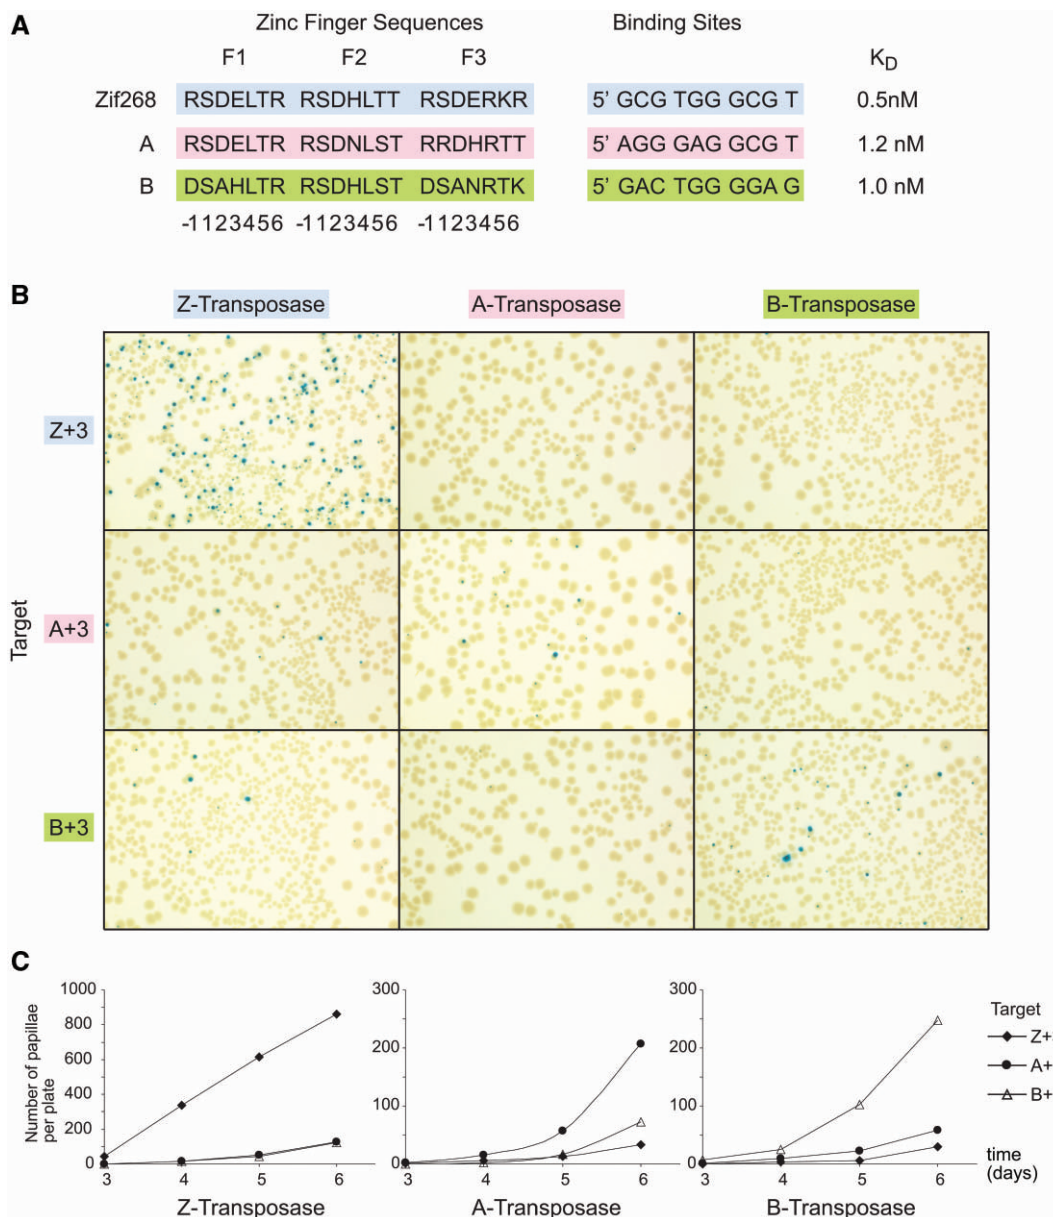 A
Zinc Finger Sequences Binding Sites
F1 F2 F3 KD
Zif268 RSDELTR RSDHLTT RSDERKR 5' GCG TGG GCG T 0.5nM
A RSDELTR RSDNLST RRDHRTT 5' AGG GAG GCG T 1.2 nM
B DSAHLTR RSDHLST DSANRTK 5' GAC TGG GGA G 1.0 nM
-1123456 -1123456 -1123456
B
Z-Transposase A-Transposase B-Transposase
Target
Z+3
A+3
B+3
C
Number of papillae
per plate
1000
800
600
400
200
0
3 4 5 6
Z-Transposase
300
200
100
0
3 4 5 6
A-Transposase
300
200
100
0
3 4 5 6
B-Transposase
Target
Z+
A+
B+
time
(days)